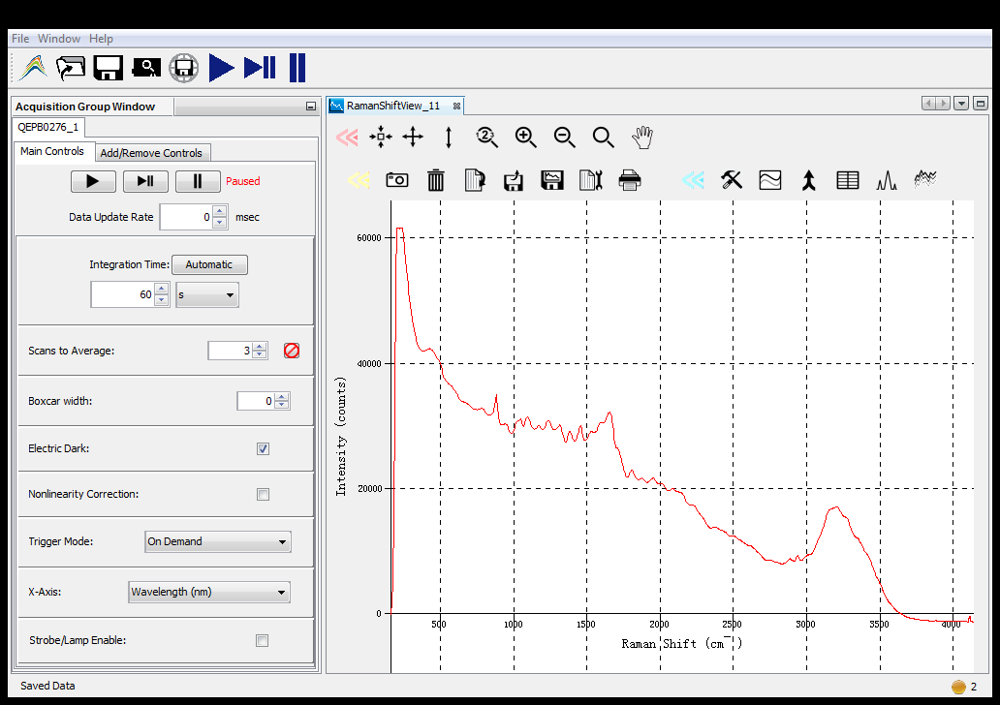 File Window Help
Acquisition Group Window
RamanShiftView_11
QEPB0276_1
Main Controls Add/Remove Controls
Paused
Data Update Rate 0 msec
Integration Time: Automatic
60 s
Scans to Average: 3
Boxcar width: 0
Electric Dark:
Nonlinearity Correction:
Trigger Mode: On Demand
X-Axis: Wavelength (nm)
Strobe/Lamp Enable:
2
60000
40000
20000
0
Intensity (counts)
500 1000 1500 2000 2500 3000 3500 4000
Raman Shift (cm⁻)
Saved Data 2